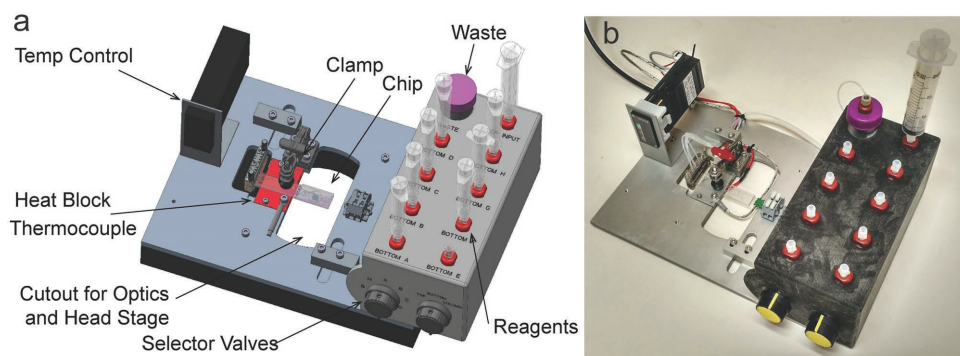 a
Temp Control
Waste
Clamp
Chip
Heat Block
Thermocouple
Cutout for Optics
and Head Stage
Selector Valves
Reagents
INPUT
BOTTOM D
BOTTOM H
BOTTOM C
BOTTOM G
BOTTOM B
BOTTOM
BOTTOM A
BOTTOM E
b